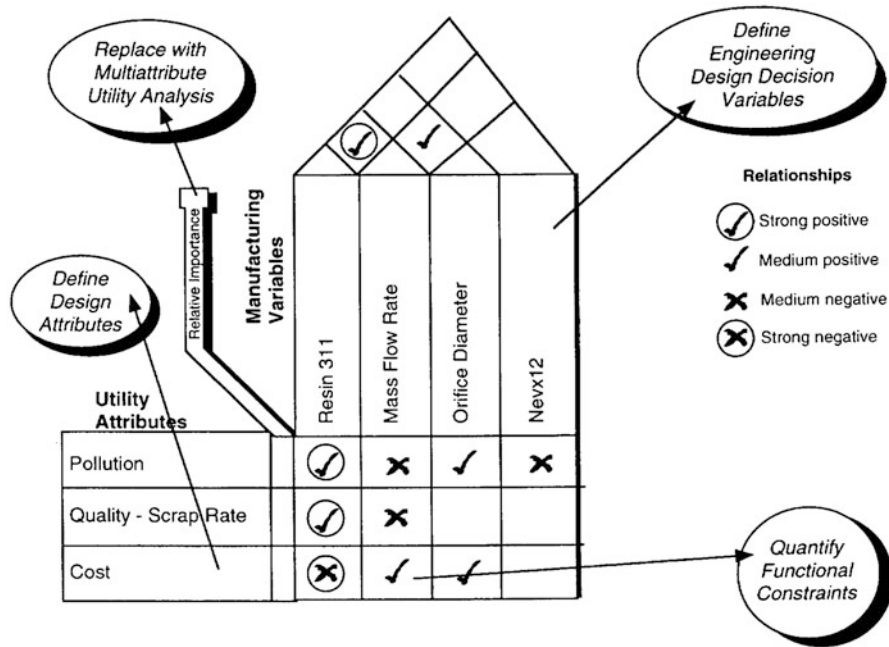 Replace with
Multiattribute
Utility Analysis
Define
Engineering
Design Decision
Variables
Relationships
Strong positive
Medium positive
Medium negative
Strong negative
Define
Design
Attributes
Relative Importance
Manufacturing
Variables
Resin 311
Mass Flow Rate
Orifice Diameter
Nevx12
Utility
Attributes
Pollution
Quality - Scrap Rate
Cost
Quantify
Functional
Constraints